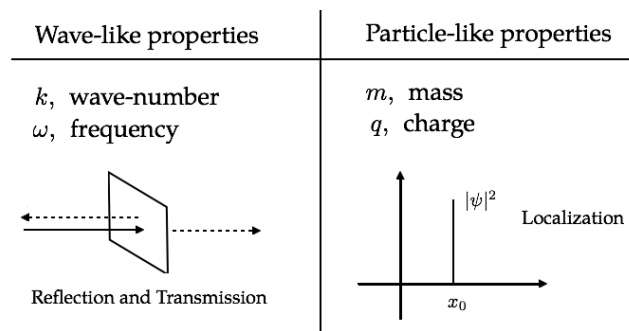 Wave-like properties
k, wave-number
ω, frequency
Reflection and Transmission
Particle-like properties
m, mass
q, charge
|ψ|²
Localization
x₀